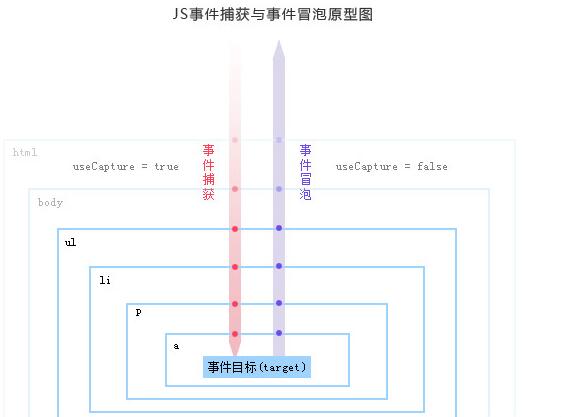 JS事件捕获与事件冒泡原型图
html
useCapture = true
事件捕获
事件冒泡
useCapture = false
body
ul
li
p
a
事件目标(target)